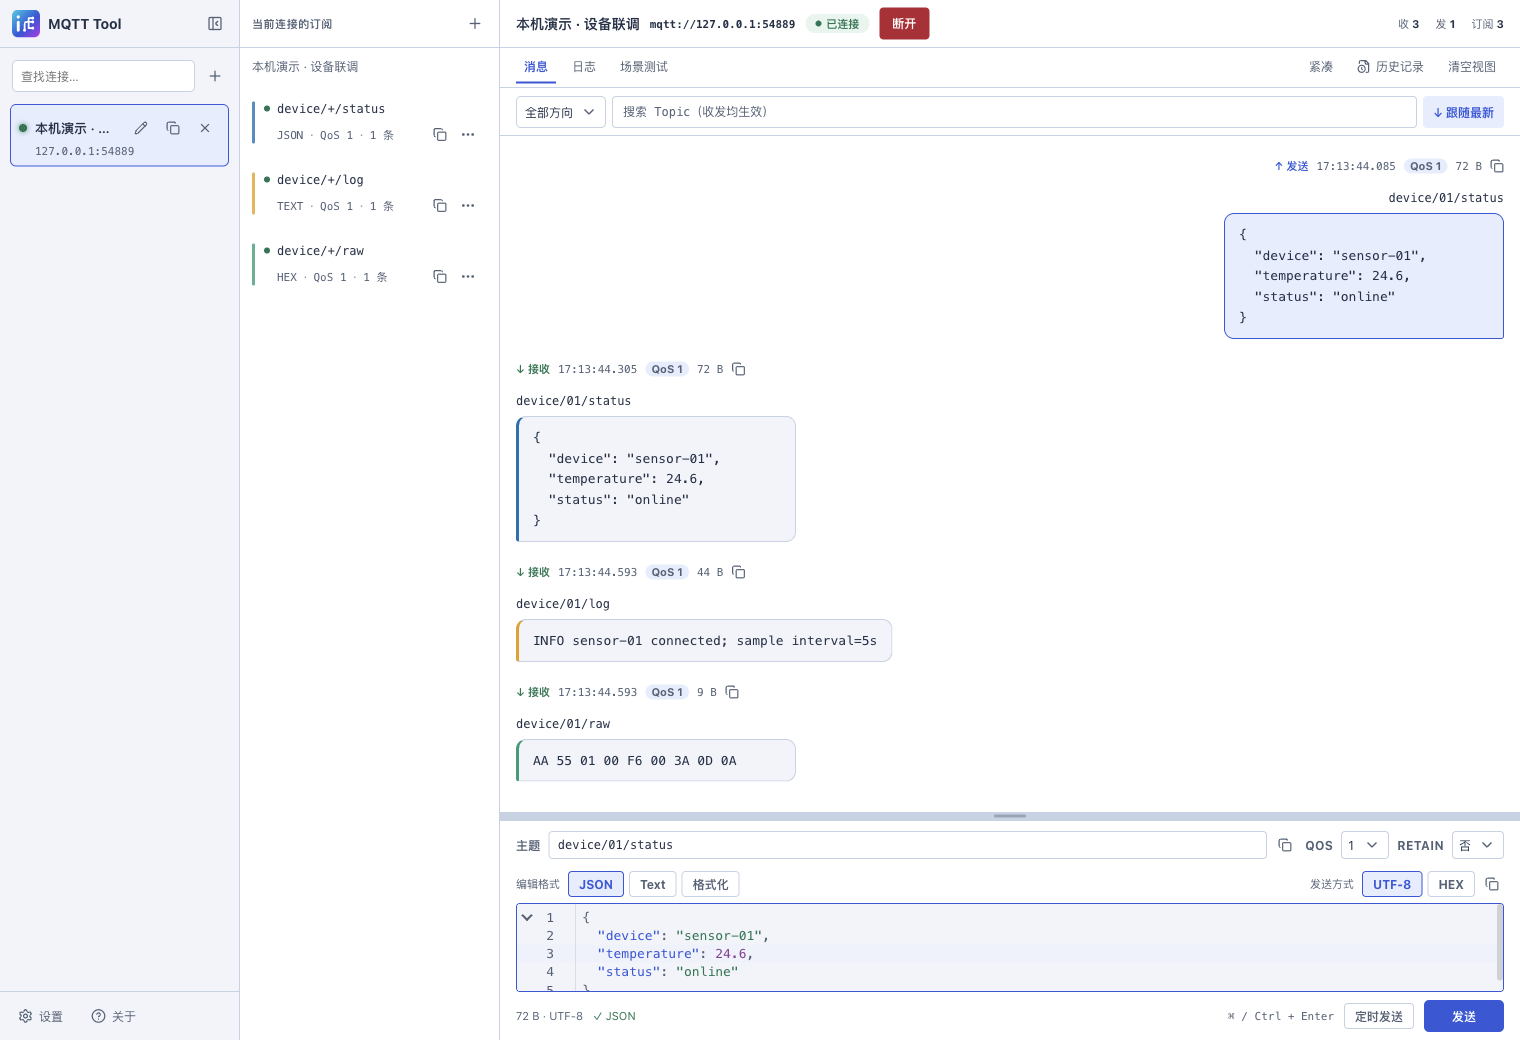 MQTT Tool
查找连接...
本机演示 · ...
127.0.0.1:54889
设置
关于
当前连接的订阅
本机演示 · 设备联调
device/+/status
JSON · QoS 1 · 1 条
device/+/log
TEXT · QoS 1 · 1 条
device/+/raw
HEX · QoS 1 · 1 条
本机演示 · 设备联调 mqtt://127.0.0.1:54889 已连接 断开 收 3 发 1 订阅 3
消息 日志 场景测试 紧凑 历史记录 清空视图
全部方向 搜索 Topic（收发均生效） ↓ 跟随最新
↑ 发送 17:13:44.085 QoS 1 72 B
device/01/status
{
"device": "sensor-01",
"temperature": 24.6,
"status": "online"
}
↓ 接收 17:13:44.305 QoS 1 72 B
device/01/status
{
"device": "sensor-01",
"temperature": 24.6,
"status": "online"
}
↓ 接收 17:13:44.593 QoS 1 44 B
device/01/log
INFO sensor-01 connected; sample interval=5s
↓ 接收 17:13:44.593 QoS 1 9 B
device/01/raw
AA 55 01 00 F6 00 3A 0D 0A
主题 device/01/status QOS 1 RETAIN 否
编辑格式 JSON Text 格式化 发送方式 UTF-8 HEX
1 {
2 "device": "sensor-01",
3 "temperature": 24.6,
4 "status": "online"
5 }
72 B · UTF-8 ✓ JSON ⌘ / Ctrl + Enter 定时发送 发送